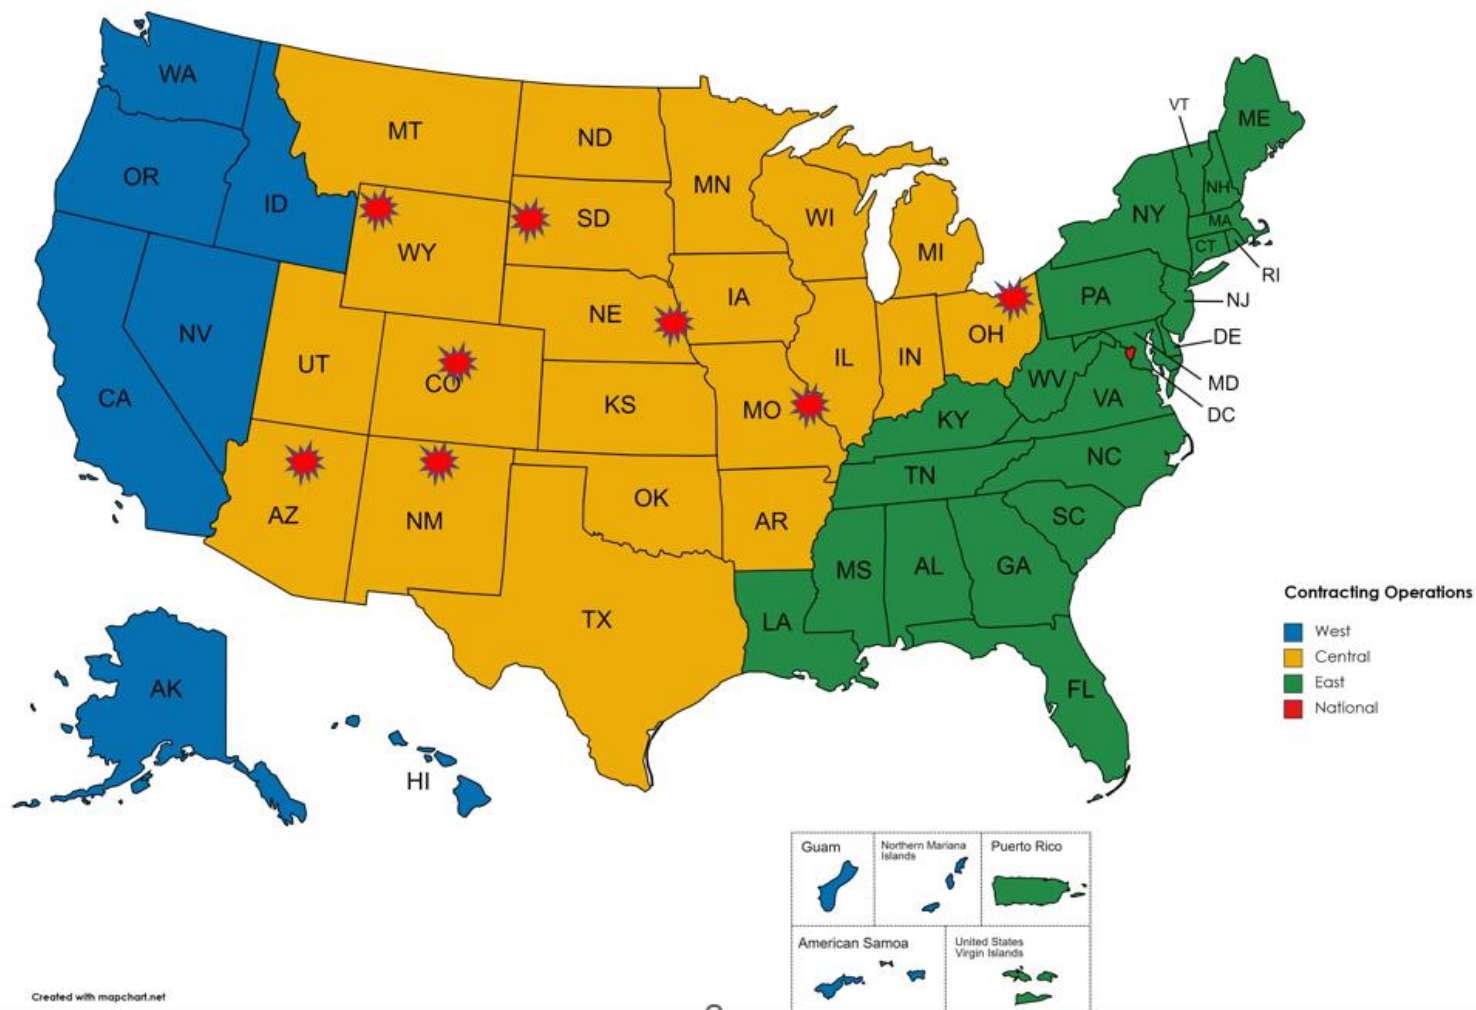 VT
ME
WA
MT
ND
MN
OR
ID
SD
WI
NH
NY
MA
CT
WY
MI
RI
NE
IA
PA
NJ
NV
OH
DE
UT
CO
IL
IN
WV
MD
CA
KS
MO
VA
DC
KY
TN
NC
AZ
NM
OK
AR
SC
MS
AL
GA
TX
LA
FL
AK
HI
Contracting Operations
West
Central
East
National
Guam
Northern Mariana
Islands
Puerto Rico
American Samoa
United States
Virgin Islands
Created with mapchart.net